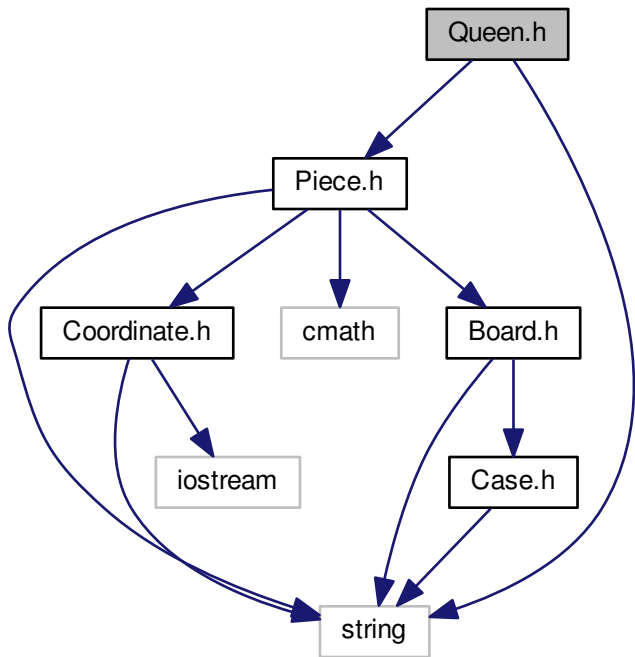 Queen.h
Piece.h
Coordinate.h
cmath
Board.h
iostream
Case.h
string